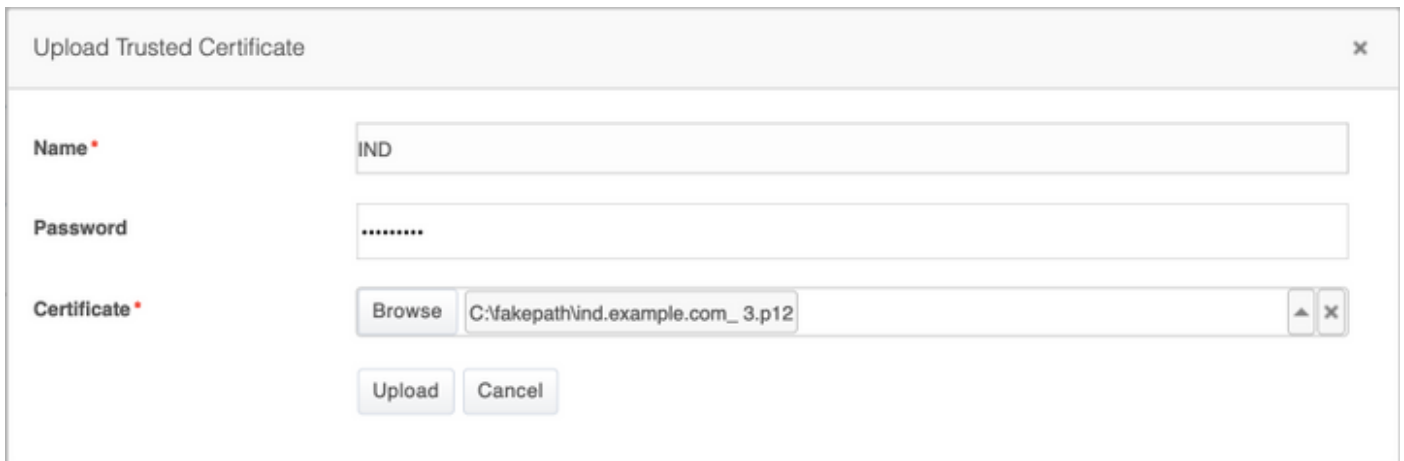 Upload Trusted Certificate ×
Name*
IND
Password
•••••••••
Certificate*
Browse C:\fakepath\ind.example.com_ 3.p12
Upload Cancel